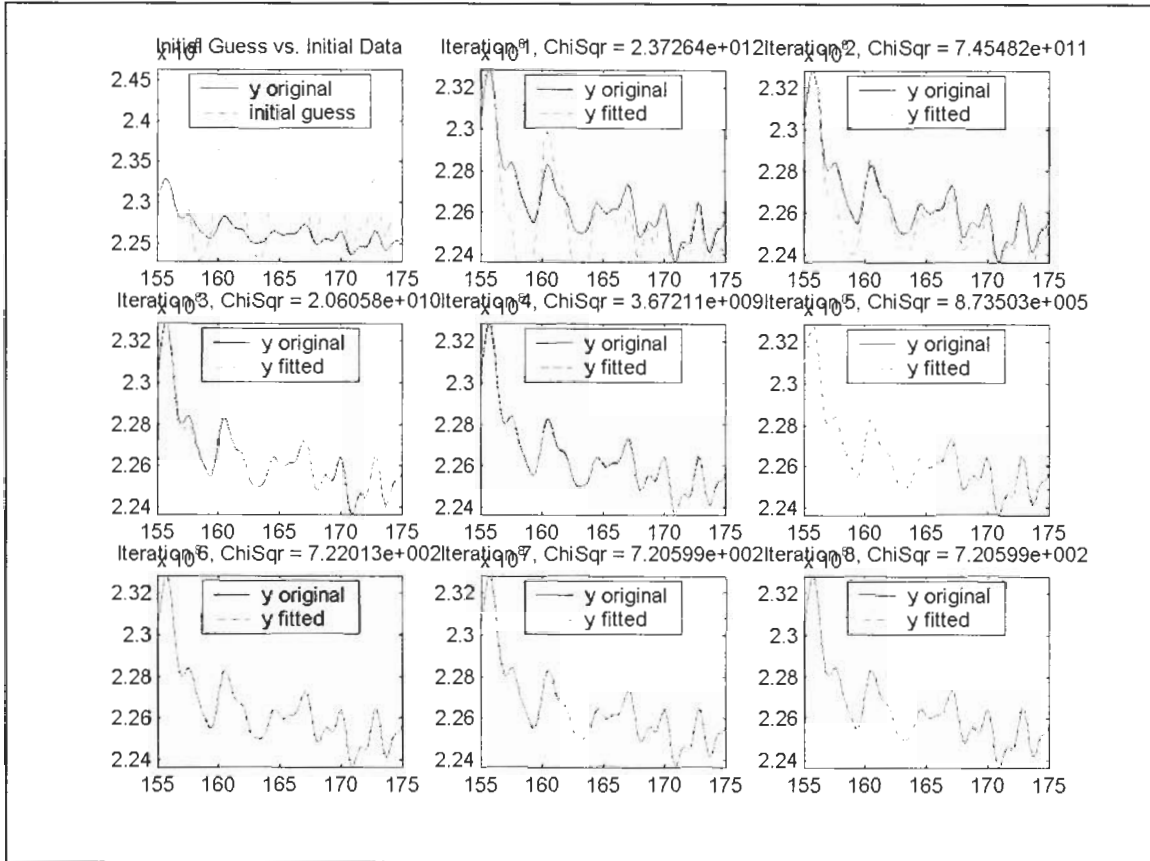 Initial Guess vs. Initial Data
x 10^6
2.45
2.4
2.35
2.3
2.25
y original
initial guess
155 160 165 170 175
Iteration 1, ChiSqr = 2.37264e+012
2.32
2.3
2.28
2.26
2.24
y original
y fitted
155 160 165 170 175
Iteration 2, ChiSqr = 7.45482e+011
2.32
2.3
2.28
2.26
2.24
y original
y fitted
155 160 165 170 175
Iteration 3, ChiSqr = 2.06058e+010
2.32
2.3
2.28
2.26
2.24
y original
y fitted
155 160 165 170 175
Iteration 4, ChiSqr = 3.67211e+009
2.32
2.3
2.28
2.26
2.24
y original
y fitted
155 160 165 170 175
Iteration 5, ChiSqr = 8.73503e+005
2.32
2.3
2.28
2.26
2.24
y original
y fitted
155 160 165 170 175
Iteration 6, ChiSqr = 7.22013e+002
2.32
2.3
2.28
2.26
2.24
y original
y fitted
155 160 165 170 175
Iteration 7, ChiSqr = 7.20599e+002
2.32
2.3
2.28
2.26
2.24
y original
y fitted
155 160 165 170 175
Iteration 8, ChiSqr = 7.20599e+002
2.32
2.3
2.28
2.26
2.24
y original
y fitted
155 160 165 170 175